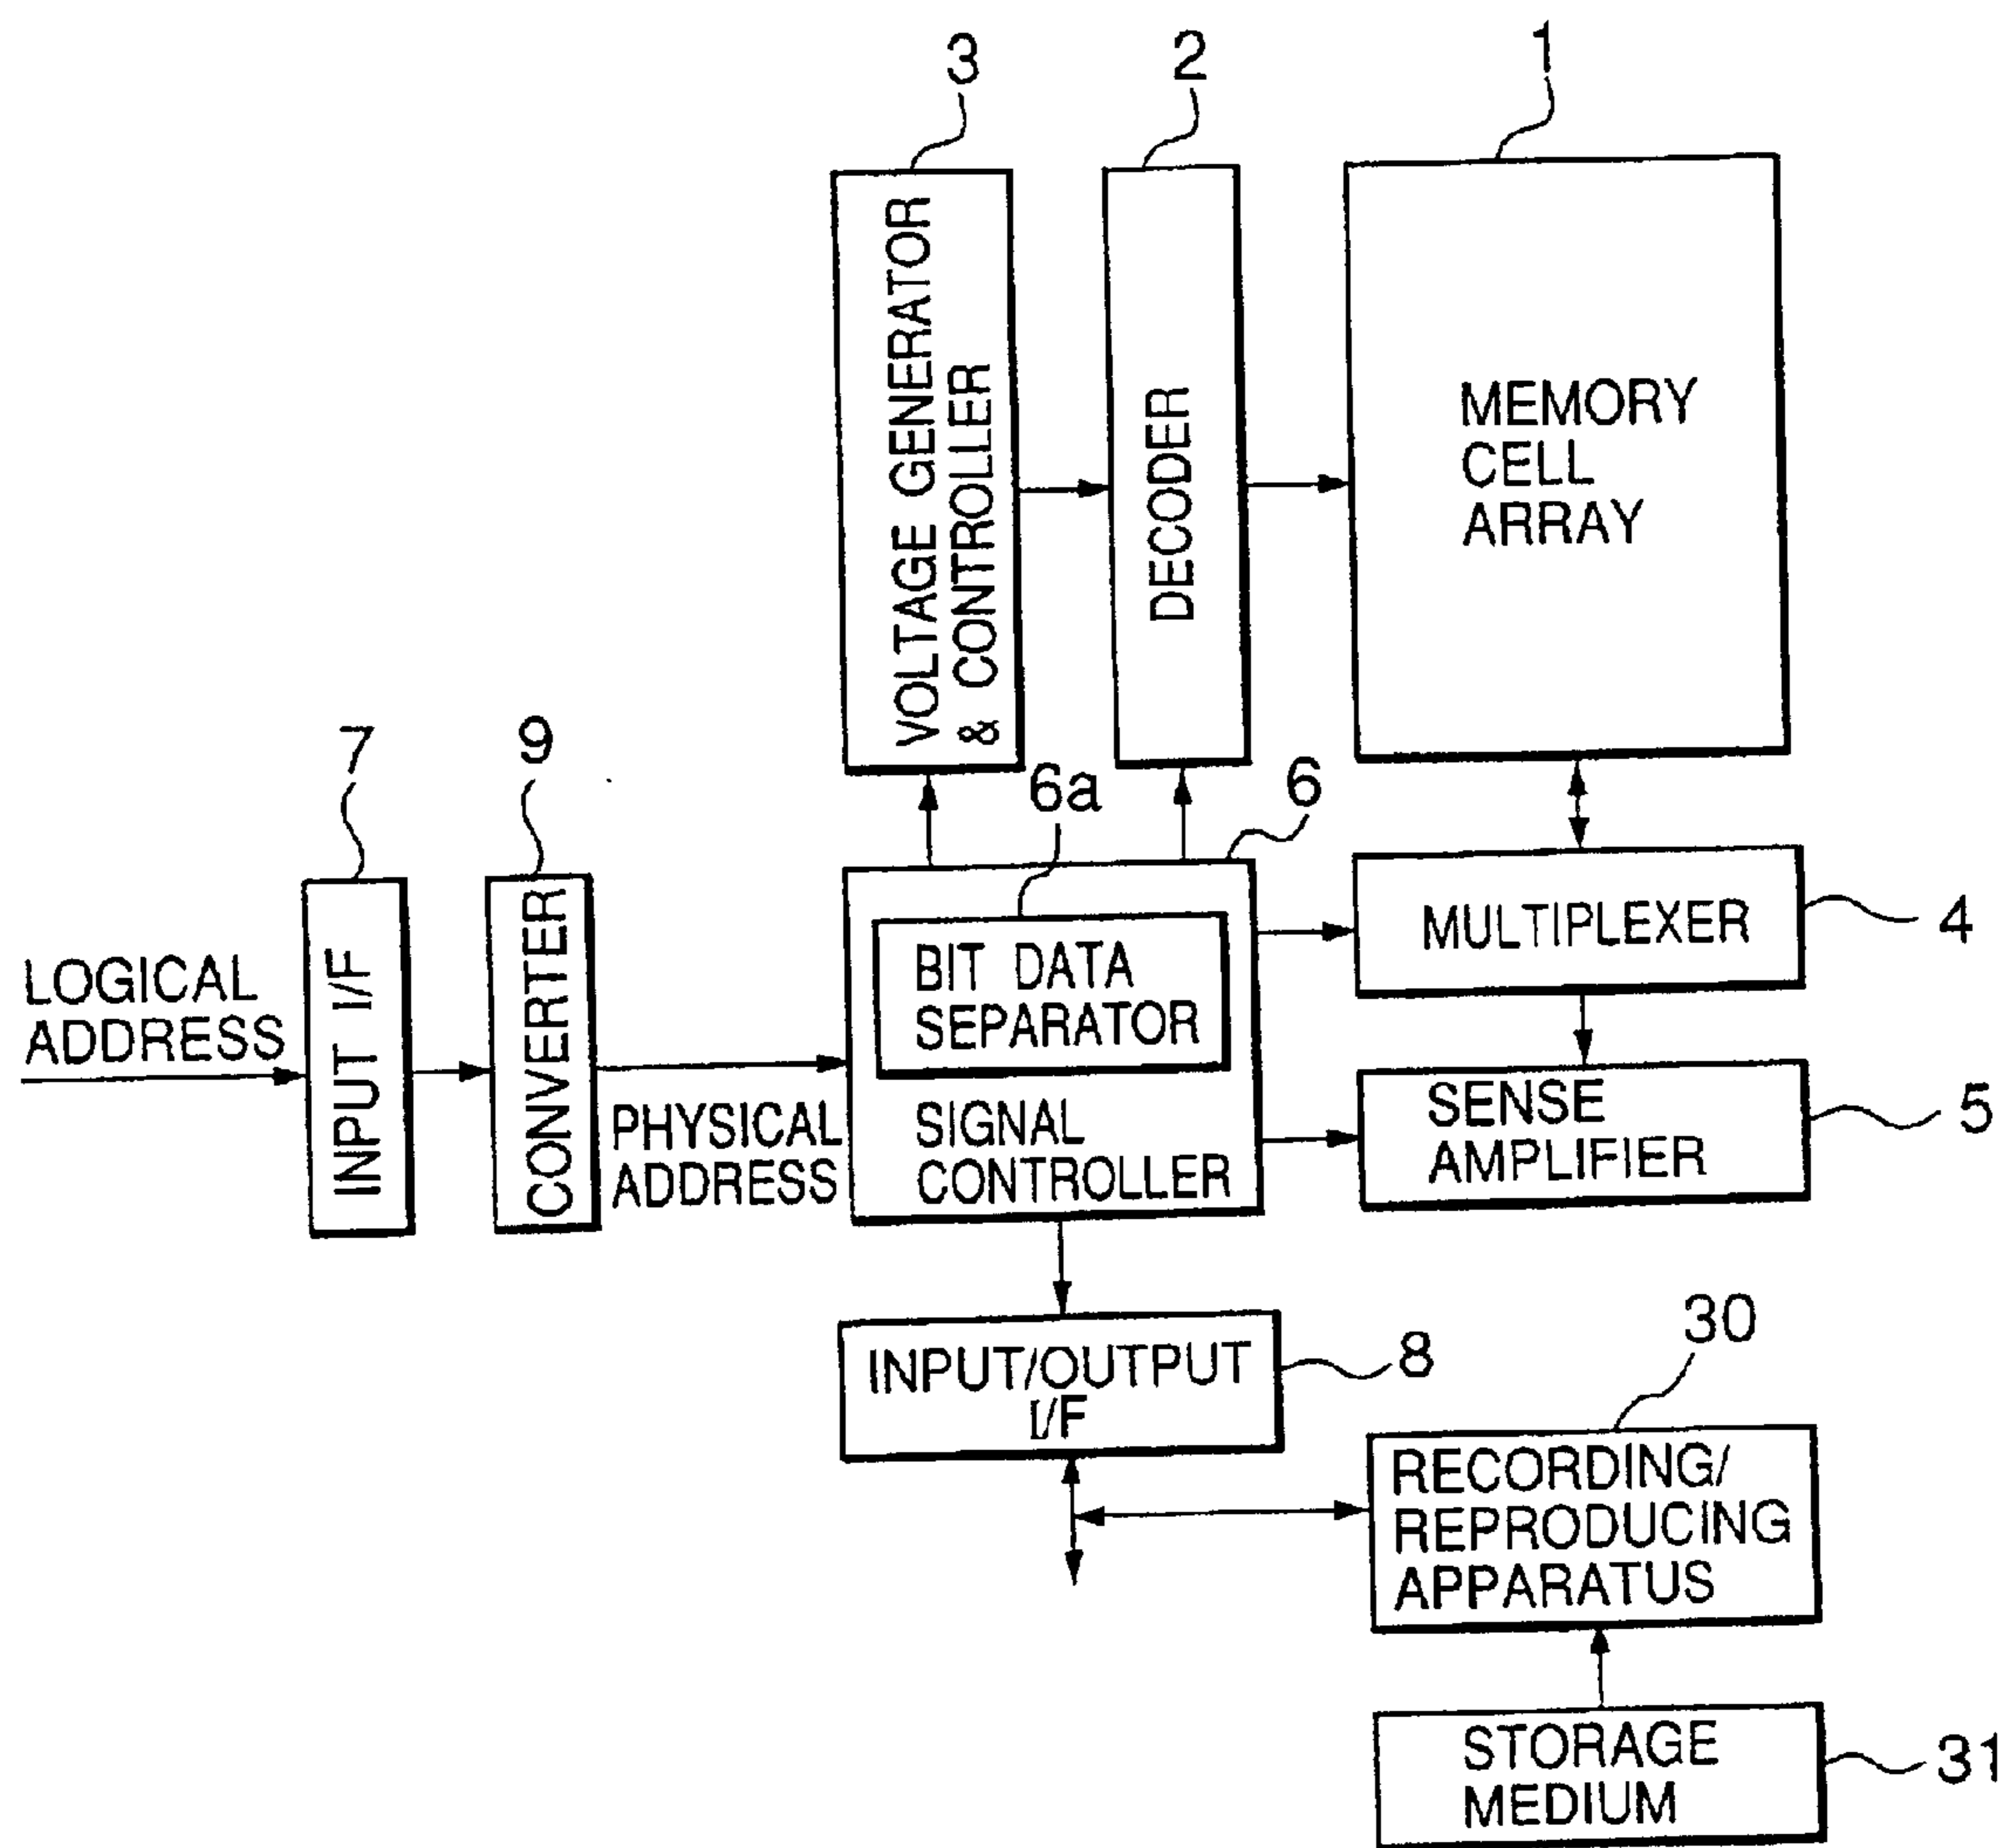 3
2
1
VOLTAGE GENERATOR
& CONTROLLER
DECODER
MEMORY
CELL
ARRAY
7
9
6a
6
LOGICAL
ADDRESS
INPUT I/F
CONVERTER
PHYSICAL
ADDRESS
BIT DATA
SEPARATOR
SIGNAL
CONTROLLER
MULTIPLEXER
4
SENSE
AMPLIFIER
5
INPUT/OUTPUT
I/F
8
30
RECORDING/
REPRODUCING
APPARATUS
STORAGE
MEDIUM
31